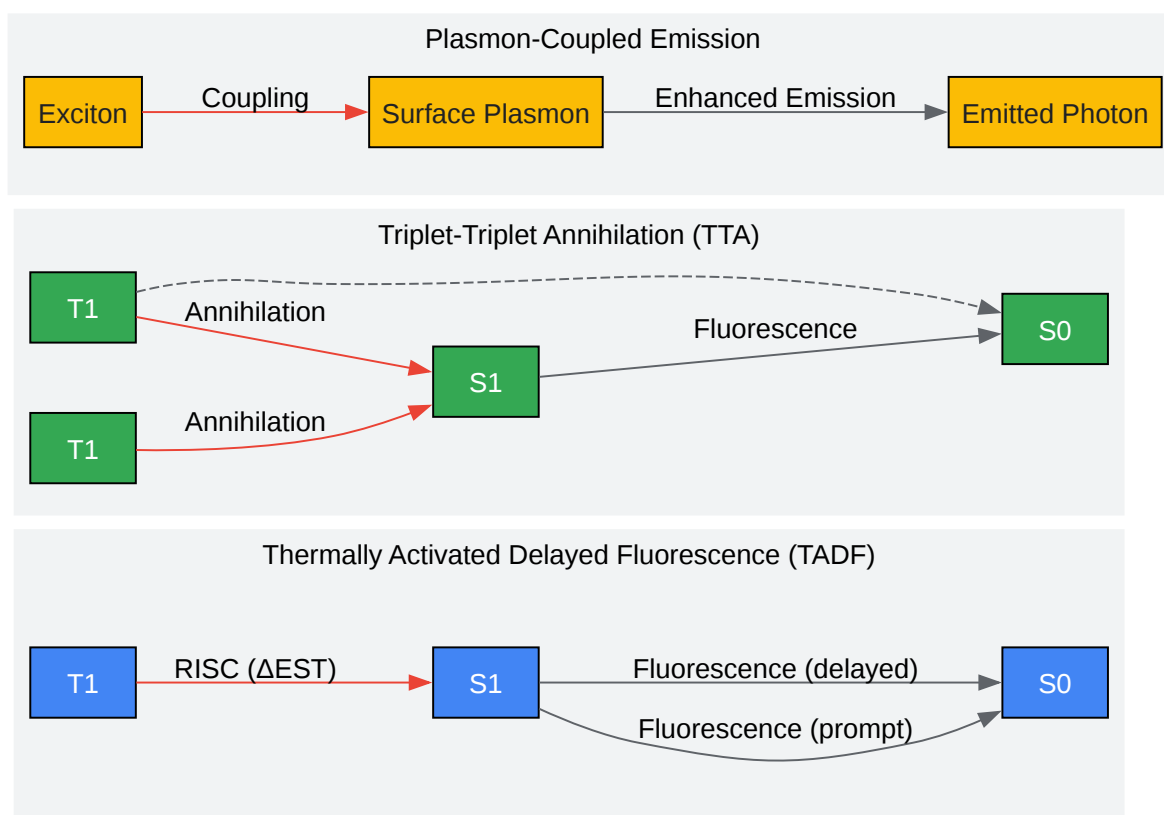 Plasmon-Coupled Emission
Exciton
Coupling
Surface Plasmon
Enhanced Emission
Emitted Photon
Triplet-Triplet Annihilation (TTA)
T1
Annihilation
T1
Annihilation
S1
Fluorescence
S0
Thermally Activated Delayed Fluorescence (TADF)
T1
RISC (ΔEST)
S1
Fluorescence (delayed)
Fluorescence (prompt)
S0